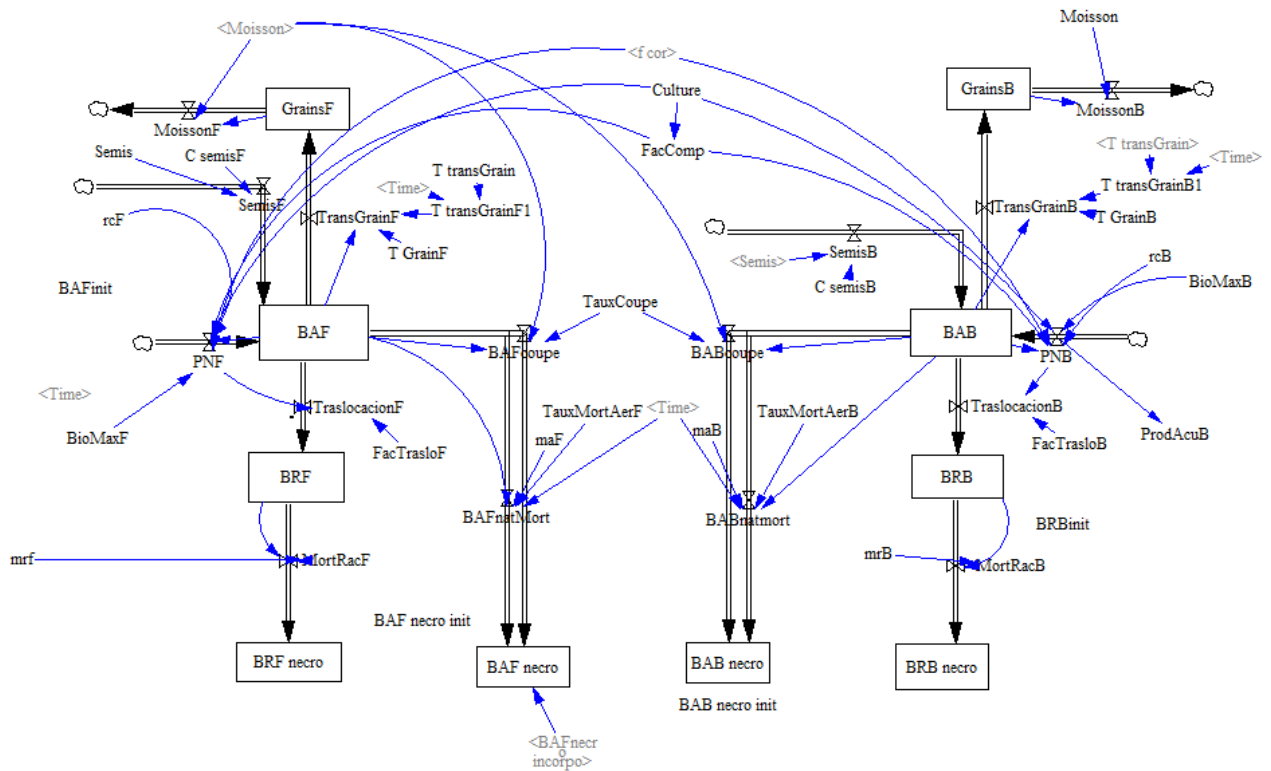 Moisson
<Moisson>
<f cor>
GrainsF
MoissonF
Culture
GrainsB
MoissonB
Semis
C semisF
SemisF
FacComp
T transGrain
<Time>
T transGrainF1
TransGrainF
T GrainF
<T transGrain>
<Time>
T transGrainB1
TransGrainB
T GrainB
rcF
<Semis>
SemisB
C semisB
rcB
BioMaxB
BAFinit
TauxCoupe
BAF
BAB
PNF
BAFcoupe
BABcoupe
PNB
<Time>
BioMaxF
TraslocacionF
FacTrasloF
TauxMortAerF
maF
<Time>
TauxMortAerB
maB
TraslocacionB
FacTrasloB
ProdAcuB
BRF
BRB
BAFnatMort
BABnatmort
BRBinit
mrf
MortRacF
mrB
MortRacB
BAF necro init
BRF necro
BAF necro
BAB necro
BRB necro
BAB necro init
<BAFnecr
o
incorpo>